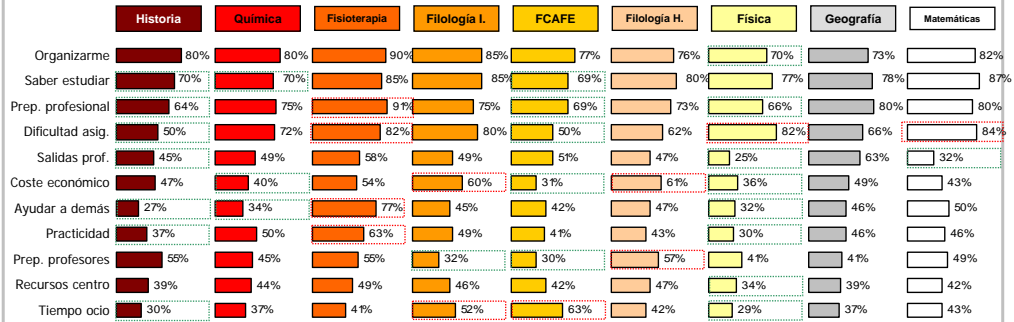 Historia Química Fisioterapia Filología I. FCAFE Filología H. Física Geografía Matemáticas
Organizarme 80% 80% 90% 85% 77% 76% 70% 73% 82%
Saber estudiar 70% 70% 85% 85% 69% 80% 77% 78% 87%
Prep. profesional 64% 75% 91% 75% 69% 73% 66% 80% 80%
Dificultad asig. 50% 72% 82% 80% 50% 62% 82% 66% 84%
Salidas prof. 45% 49% 58% 49% 51% 47% 25% 63% 32%
Coste económico 47% 40% 54% 60% 31% 61% 36% 49% 43%
Ayudar a demás 27% 34% 77% 45% 42% 47% 32% 46% 50%
Practicidad 37% 50% 63% 49% 41% 43% 30% 46% 46%
Prep. profesores 55% 45% 55% 32% 30% 57% 41% 41% 49%
Recursos centro 39% 44% 49% 46% 42% 47% 34% 39% 42%
Tiempo ocio 30% 37% 41% 52% 63% 42% 29% 37% 43%